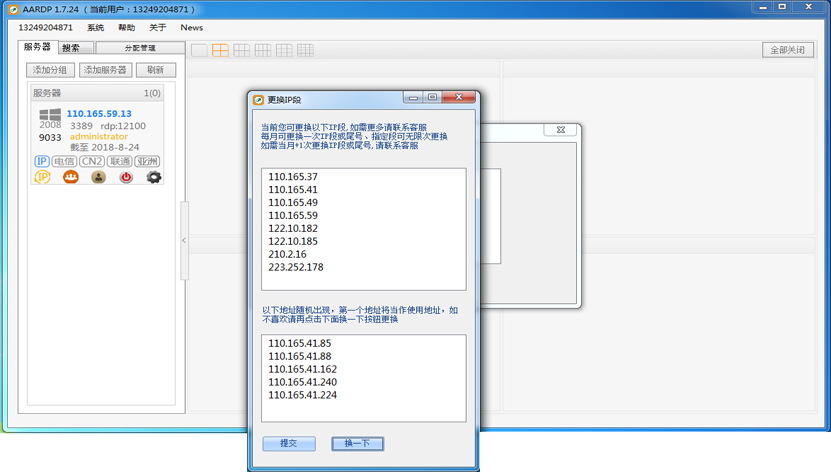 AARDP 1.7.24 （当前用户：13249204871 ）
13249204871 系统 帮助 关于 News
服务器 搜索 分配管理
全部关闭
添加分组 添加服务器 刷新
服务器 1(0)
110.165.59.13
2008 3389 rdp:12100
9033 administrator
截至 2018-8-24
IP 电信 CN2 联通 亚洲
IP
更换IP段
当前您可更换以下IP段,如需更多请联系客服
每月可更换一次IP段或尾号、指定段可无限次更换
如需当月+1次更换IP段或尾号,请联系客服
110.165.37
110.165.41
110.165.49
110.165.59
122.10.182
122.10.185
210.2.16
223.252.178
以下地址随机出现，第一个地址将当作使用地址，如
不喜欢请再点击下面换一下按钮更换
110.165.41.85
110.165.41.88
110.165.41.162
110.165.41.240
110.165.41.224
提交 换一下